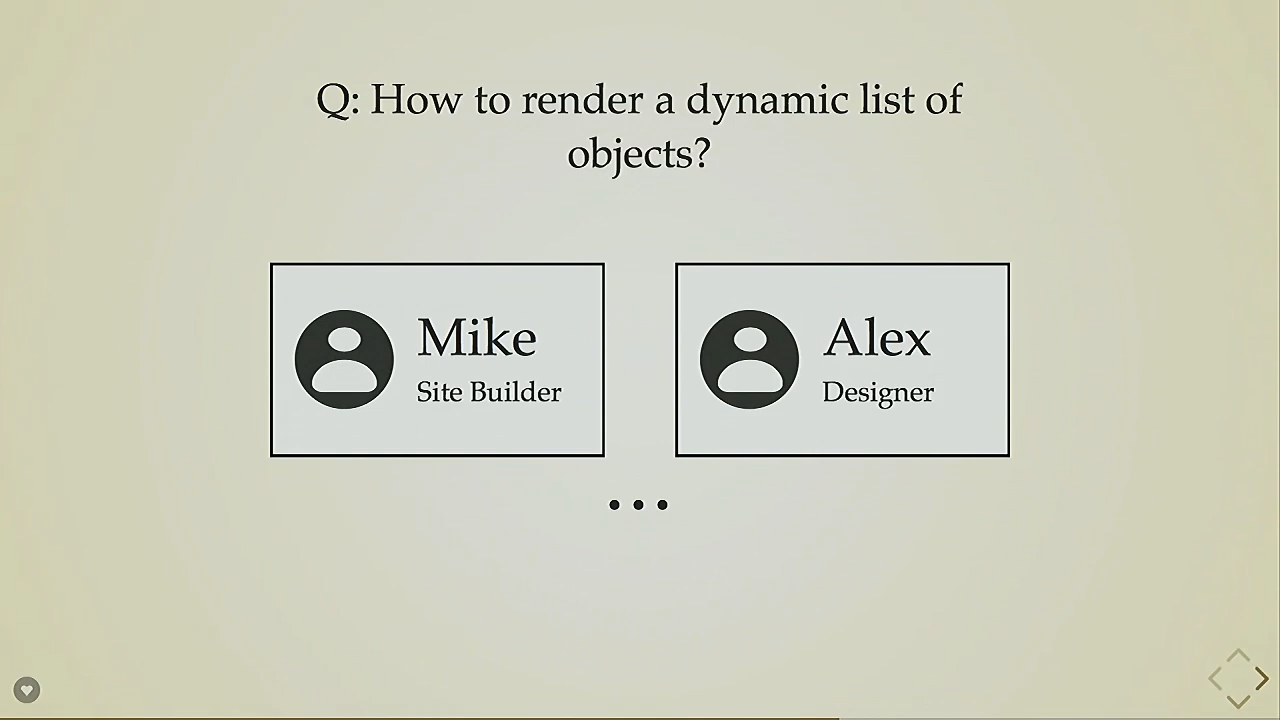 Q: How to render a dynamic list of
objects?
Mike
Site Builder
Alex
Designer
...